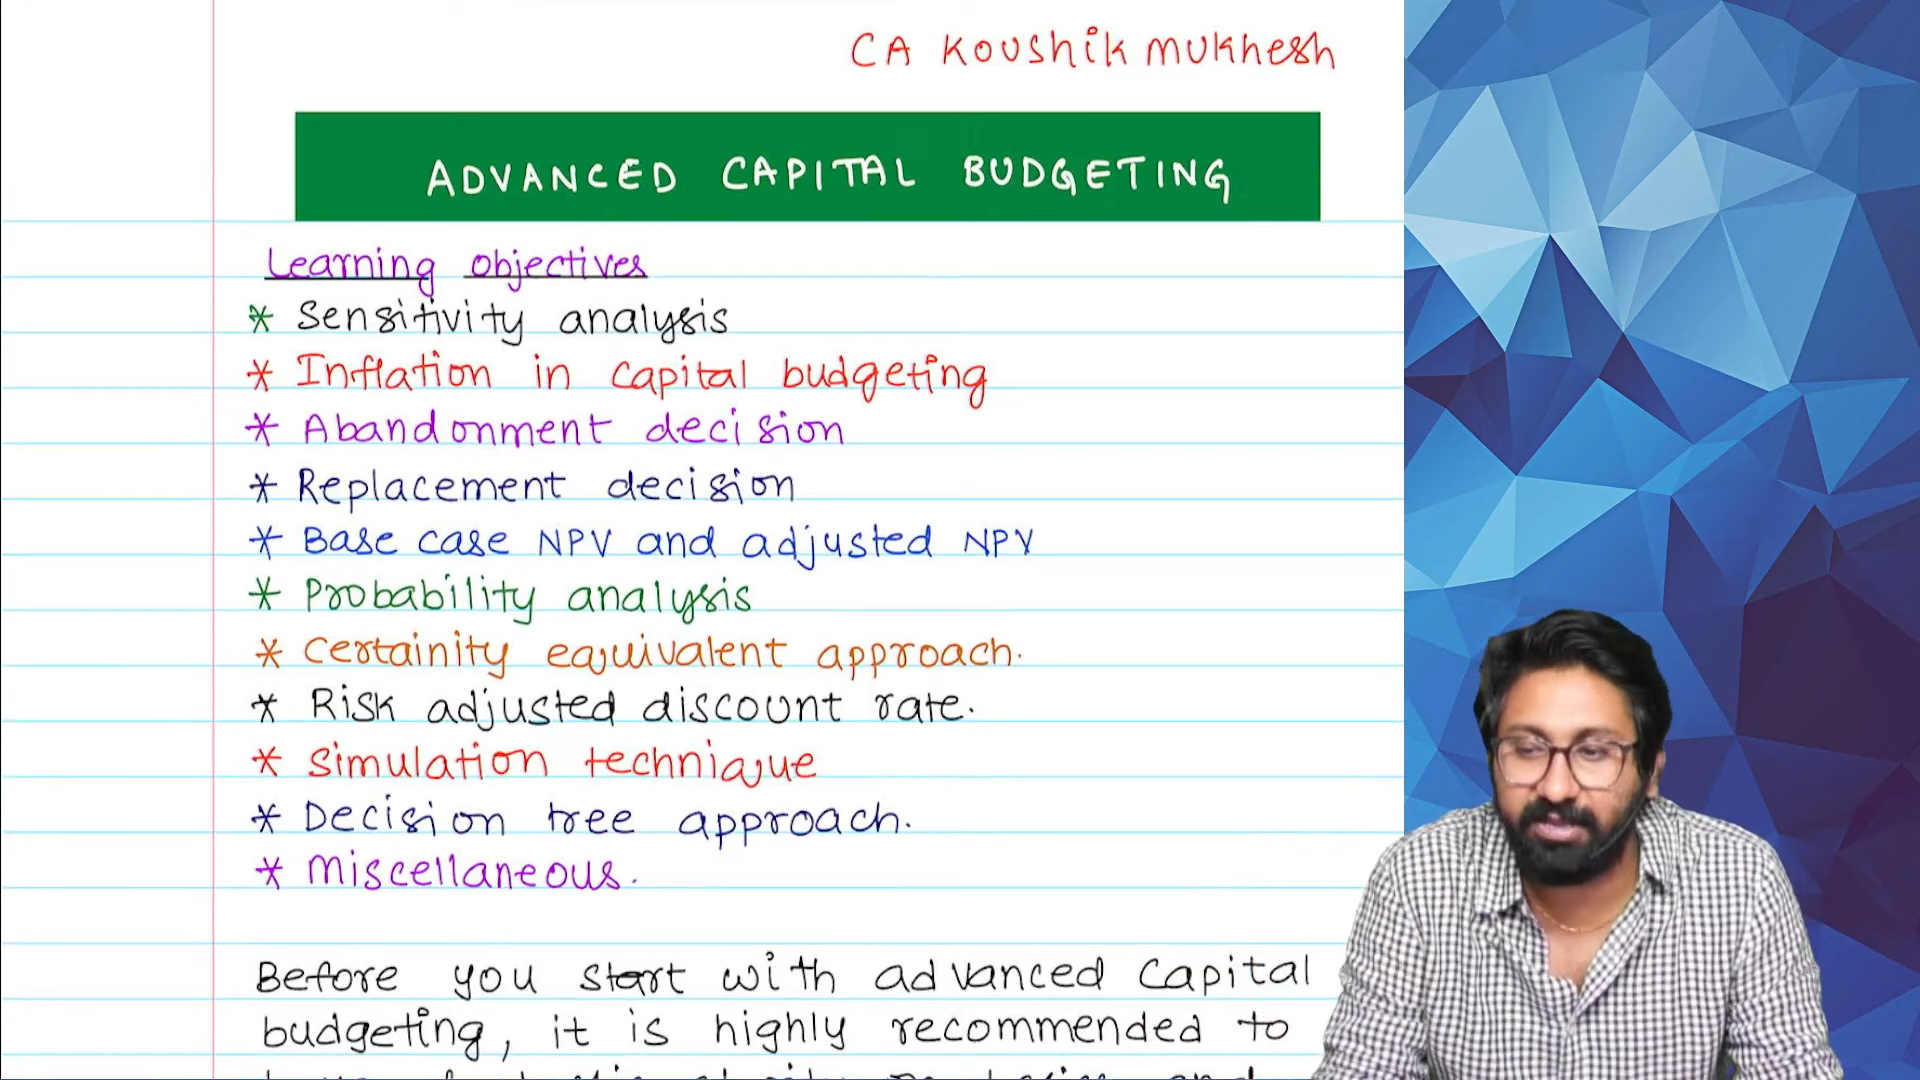 CA Koushik Mukhesh
ADVANCED CAPITAL BUDGETING
Learning objectives
* Sensitivity analysis
* Inflation in capital budgeting
* Abandonment decision
* Replacement decision
* Base case NPV and adjusted NPV
* Probability analysis
* Certainity equivalent approach.
* Risk adjusted discount rate.
* Simulation technique
* Decision tree approach.
* Miscellaneous.
Before you start with advanced capital
budgeting, it is highly recommended to